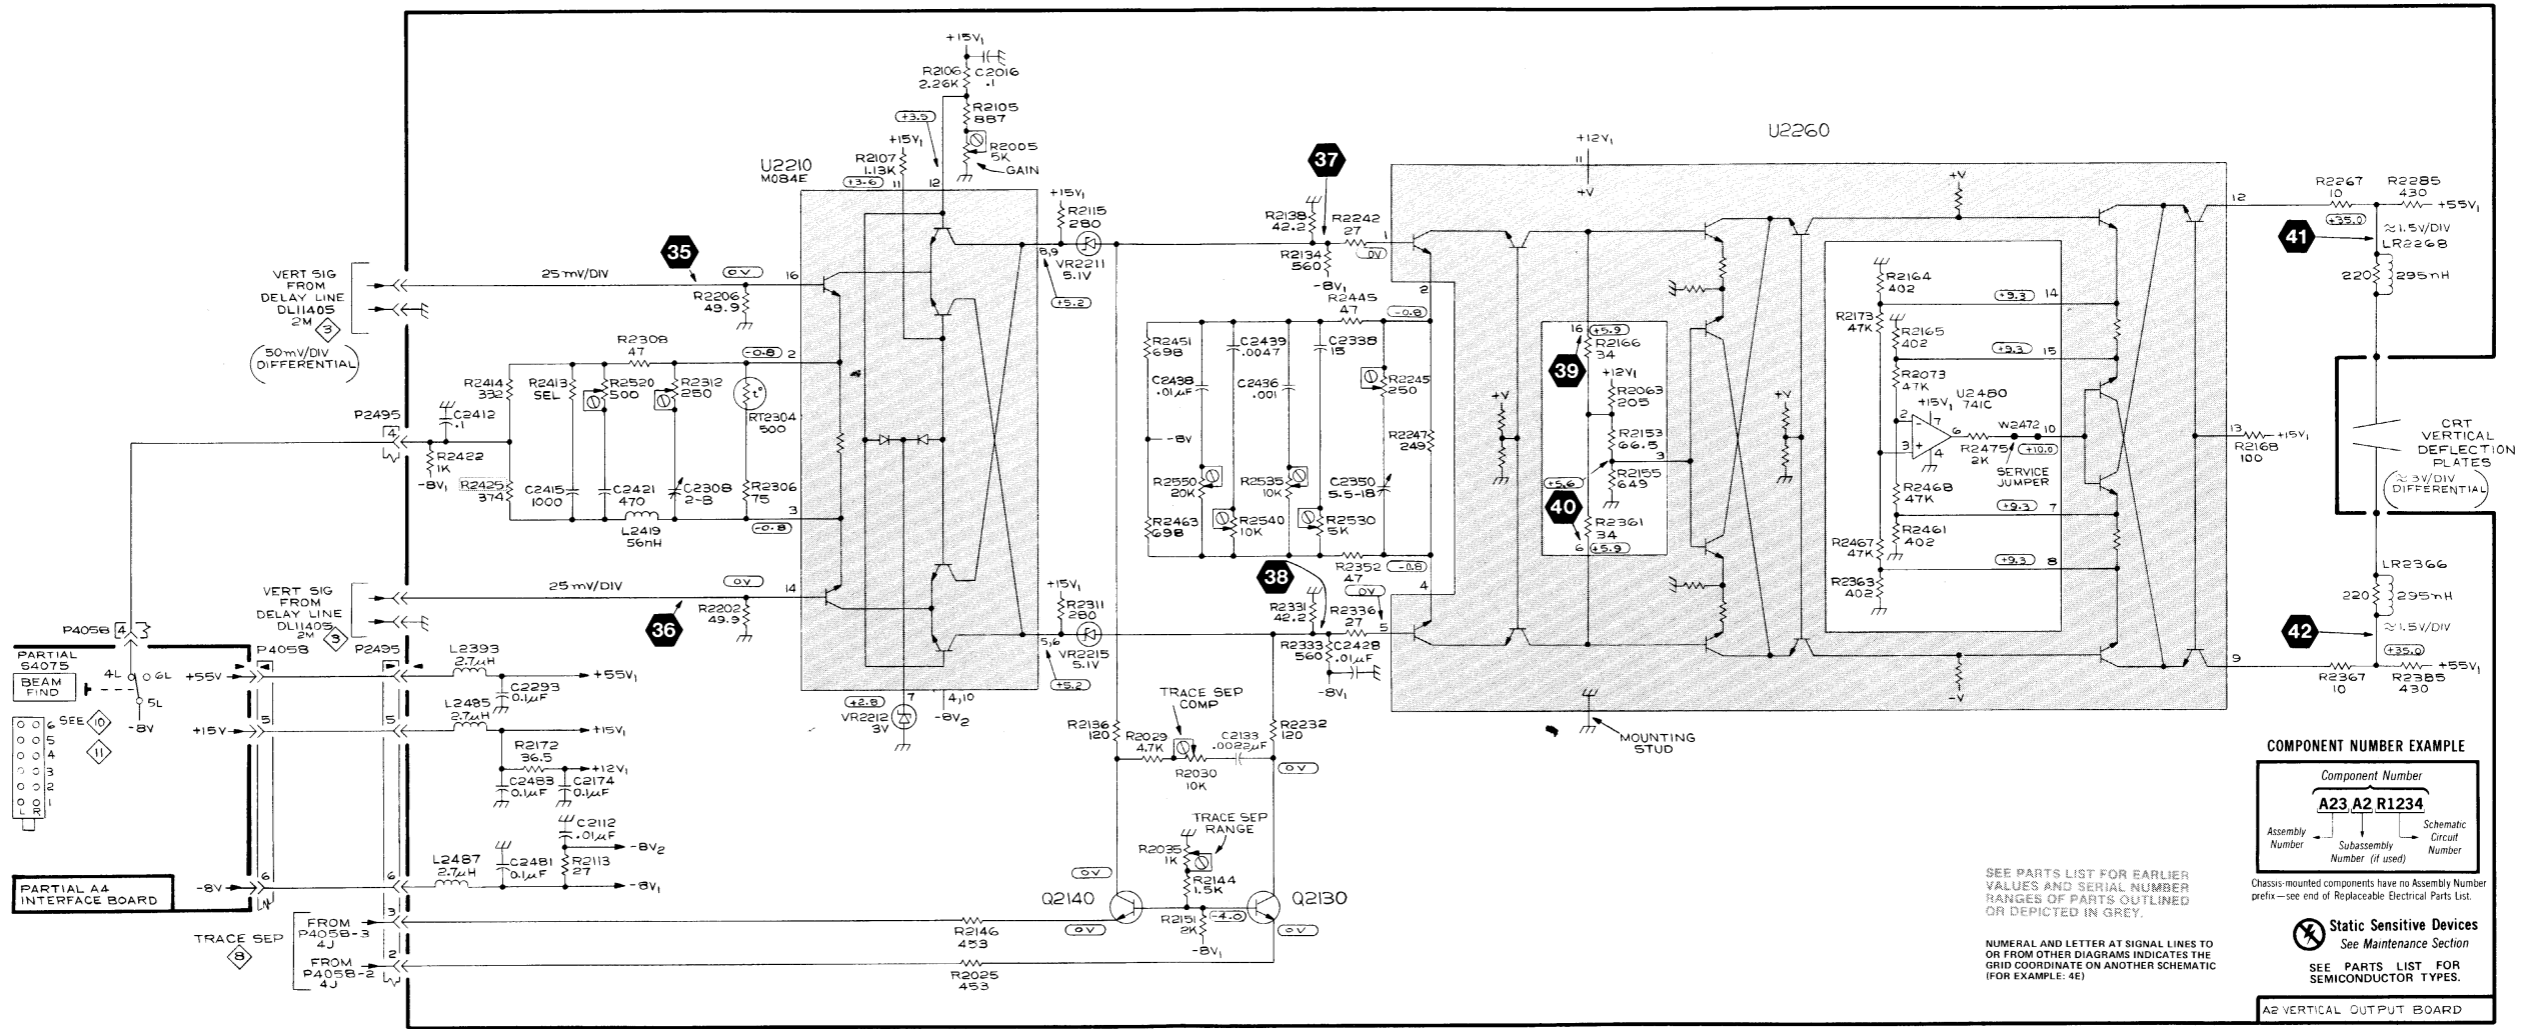 +15V1
R2106
2.26K
C2016
.1
R2105
887
+3.5
R2005
5K
GAIN
+15V1
R2107
1.13K
+3.6
11
12
U2210
M084E
U2260
+12V1
11
+V
+V
37
35
VERT SIG
FROM
DELAY LINE
DL11405
2M
3
(50mV/DIV
DIFFERENTIAL)
25mV/DIV
0V
16
R2206
49.9
+15V1
R2115
280
8,9
VR2211
5.1V
+5.2
R2138
42.2
R2242
27
1
0V
R2134
560
-8V1
2
R2445
47
-0.8
12
R2267
10
R2285
430
+55V1
+35.0
≈1.5V/DIV
LR2268
41
220
295nH
R2164
402
+9.3
14
R2173
47K
R2165
402
+9.3
15
R2073
47K
U2480
741C
+15V1
2
7
3
6
4
W2472
10
R2475
2K
+10.0
SERVICE
JUMPER
R2468
47K
+9.3
7
R2461
402
R2467
47K
+9.3
8
R2363
402
13
+15V1
R2168
100
CRT
VERTICAL
DEFLECTION
PLATES
(≈3V/DIV
DIFFERENTIAL)
R2308
47
-0.8
2
R2414
332
R2413
SEL
R2520
500
R2312
250
t°
RT2304
500
P2495
4
C2412
.1
R2422
1K
-8V1
R2425
374
C2415
1000
C2421
470
C2308
2-8
R2306
75
3
-0.8
L2419
56nH
R2451
698
C2439
.0047
C2338
15
C2438
.01µF
C2436
.001
R2245
250
-8V
R2247
249
R2550
20K
R2535
10K
C2350
5.5-18
R2463
698
R2540
10K
R2530
5K
38
R2352
47
-0.8
4
16
+5.9
R2166
34
39
+12V1
R2063
205
R2153
66.5
3
R2155
649
+5.6
40
R2361
34
6
+5.9
+V
+V
VERT SIG
FROM
DELAY LINE
DL11405
2M
3
25mV/DIV
0V
14
36
R2202
49.9
+15V1
R2311
280
5,6
VR2215
5.1V
+5.2
R2331
42.2
R2336
27
0V
5
R2333
560
C2428
.01µF
-8V1
LR2366
220
295nH
≈1.5V/DIV
42
+35.0
9
R2367
10
R2385
430
+55V1
-V
P4058
4
PARTIAL
S4075
BEAM
FIND
4L
6L
5L
-8V
SEE
10
11
6
5
4
3
2
1
L R
+55V
P4058
P2495
L2393
2.7µH
+55V1
C2293
0.1µF
L2485
2.7µH
+15V
5
5
+15V1
R2172
36.5
+12V1
C2483
0.1µF
C2174
0.1µF
C2112
.01µF
-8V2
L2487
2.7µH
C2481
0.1µF
R2113
27
-8V
6
6
-8V1
PARTIAL A4
INTERFACE BOARD
+2.8
7
4,10
VR2212
3V
-8V2
TRACE SEP
COMP
R2136
120
R2029
4.7K
R2030
10K
C2133
.0022µF
R2232
120
0V
TRACE SEP
RANGE
R2035
1K
R2144
1.5K
0V
Q2140
Q2130
R2151
2K
-4.0
-8V1
0V
0V
TRACE SEP
8
FROM
P4058-3
4J
3
R2146
453
FROM
P4058-2
4J
2
R2025
453
MOUNTING
STUD
COMPONENT NUMBER EXAMPLE
Component Number
A23 A2 R1234
Assembly
Number
Subassembly
Number (if used)
Schematic
Circuit
Number
Chassis-mounted components have no Assembly Number
prefix—see end of Replaceable Electrical Parts List.
Static Sensitive Devices
See Maintenance Section
SEE PARTS LIST FOR
SEMICONDUCTOR TYPES.
SEE PARTS LIST FOR EARLIER
VALUES AND SERIAL NUMBER
RANGES OF PARTS OUTLINED
OR DEPICTED IN GREY.
NUMERAL AND LETTER AT SIGNAL LINES TO
OR FROM OTHER DIAGRAMS INDICATES THE
GRID COORDINATE ON ANOTHER SCHEMATIC
(FOR EXAMPLE: 4E)
A2 VERTICAL OUTPUT BOARD